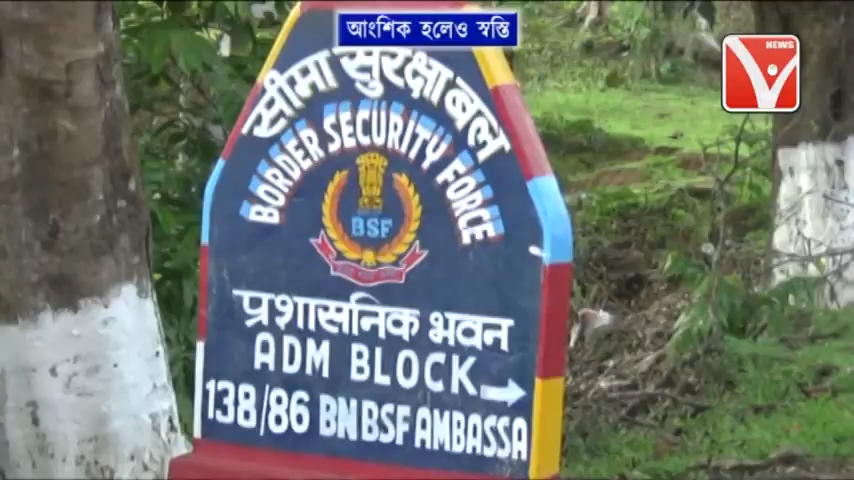 আংশিক হলেও স্বস্তি
NEWS
V
सीमा सुरक्षा बल
BORDER SECURITY FORCE
BSF
प्रशासनिक भवन
ADM BLOCK
138/86 BN BSF AMBASSA